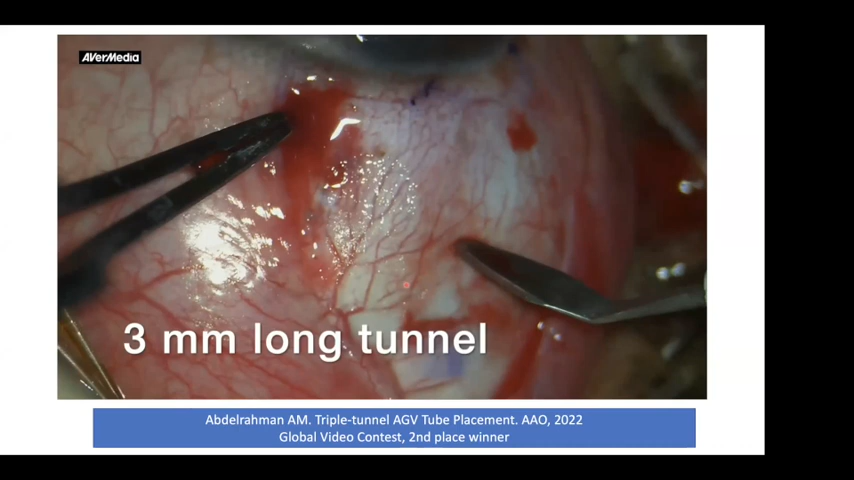 AVerMedia
3 mm long tunnel
Abdelrahman AM. Triple-tunnel AGV Tube Placement. AAO, 2022
Global Video Contest, 2nd place winner